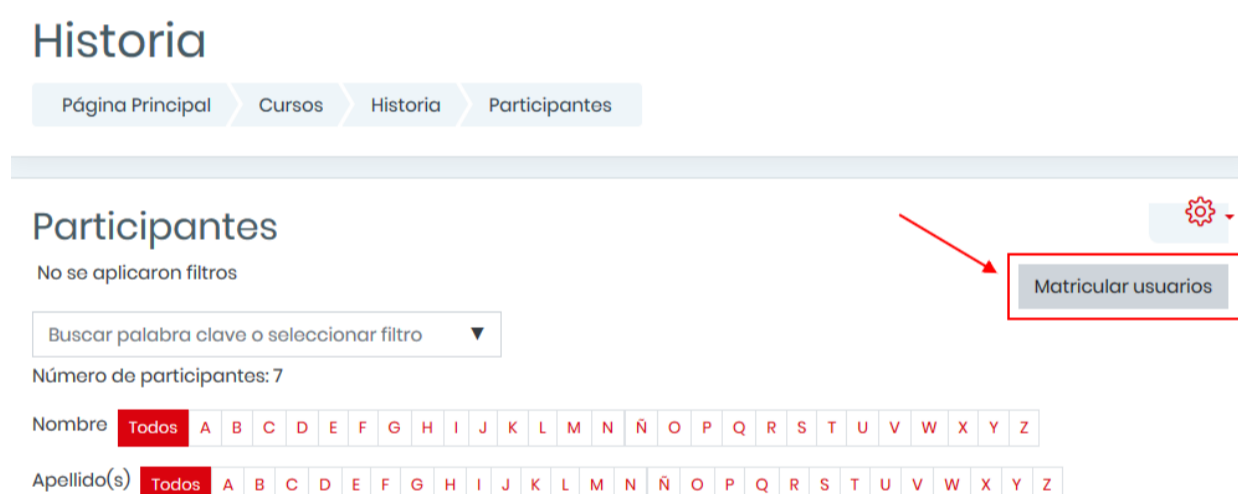 Historia
Página Principal Cursos Historia Participantes
Participantes
No se aplicaron filtros
Matricular usuarios
Buscar palabra clave o seleccionar filtro ▼
Número de participantes: 7
Nombre Todos A B C D E F G H I J K L M N Ñ O P Q R S T U V W X Y Z
Apellido(s) Todos A B C D E F G H I J K L M N Ñ O P Q R S T U V W X Y Z